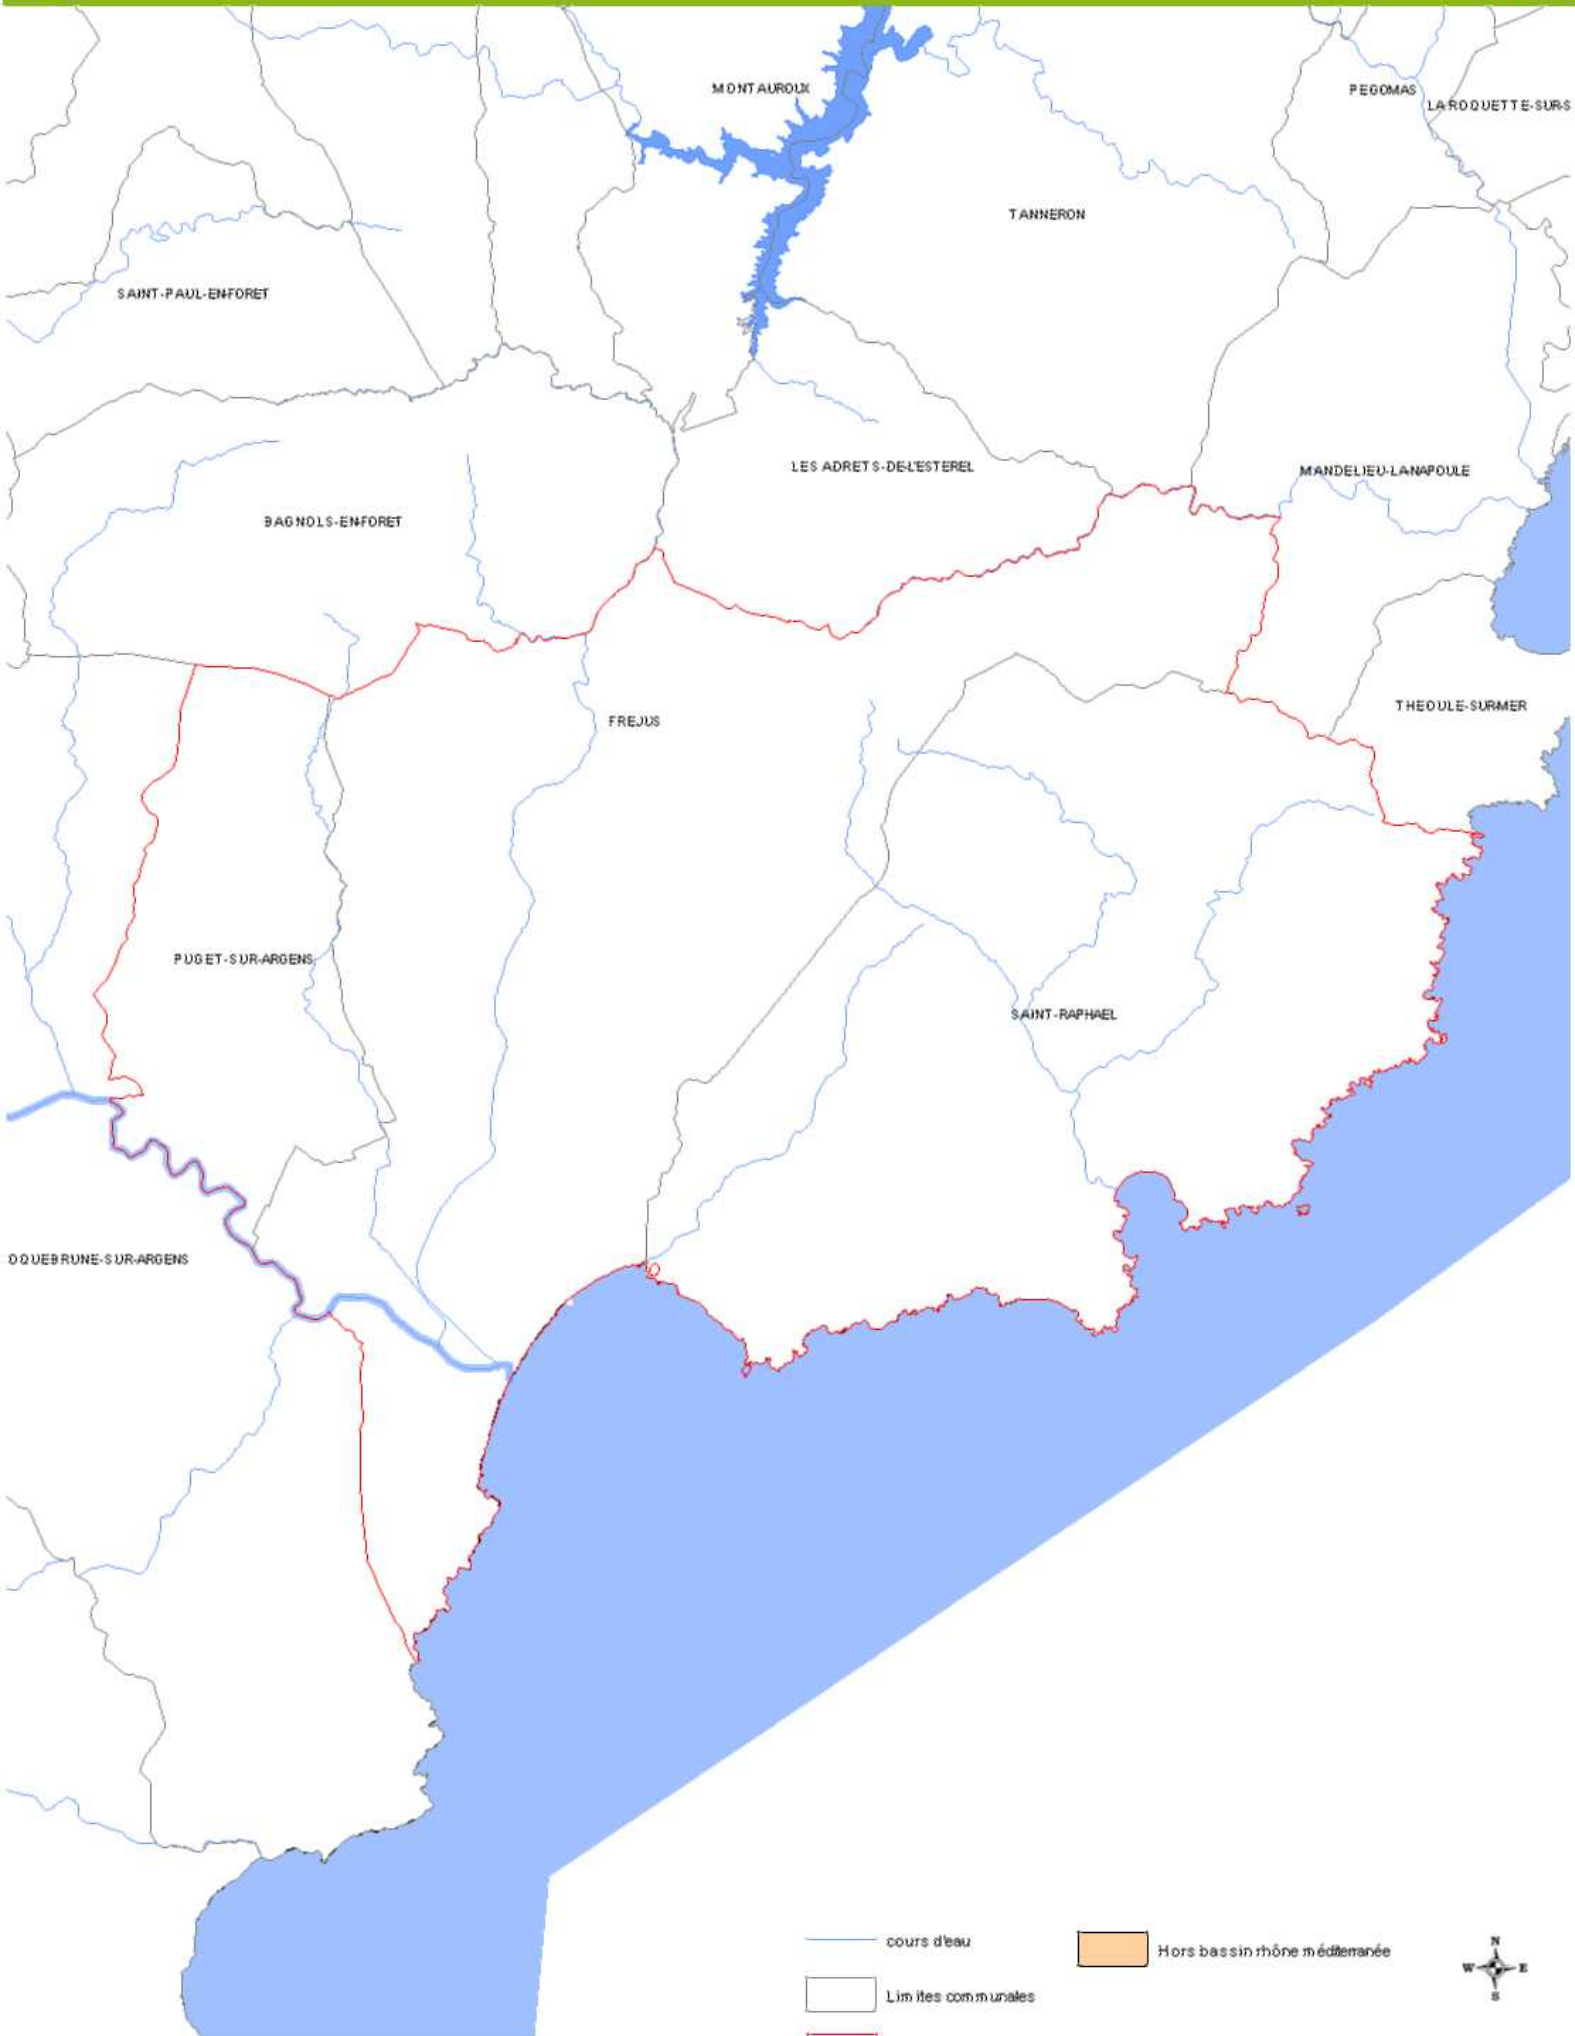 MONTAUROUX
PEGOMAS
LA ROQUETTE-SUR-S
TANNERON
SAINT-PAUL-EN-FORET
LES ADRETS-DE-L'ESTEREL
MANDELIEU-LA-NAPOULE
BAGNOLS-EN-FORET
THEOULE-SUR-MER
FREJUS
PUGET-SUR-ARGENS
SAINT-RAPHAEL
OQUEBRUNE-SUR-ARGENS
cours d'eau
Hors bassin rhône méditerranée
Limites communales
N
W E
S